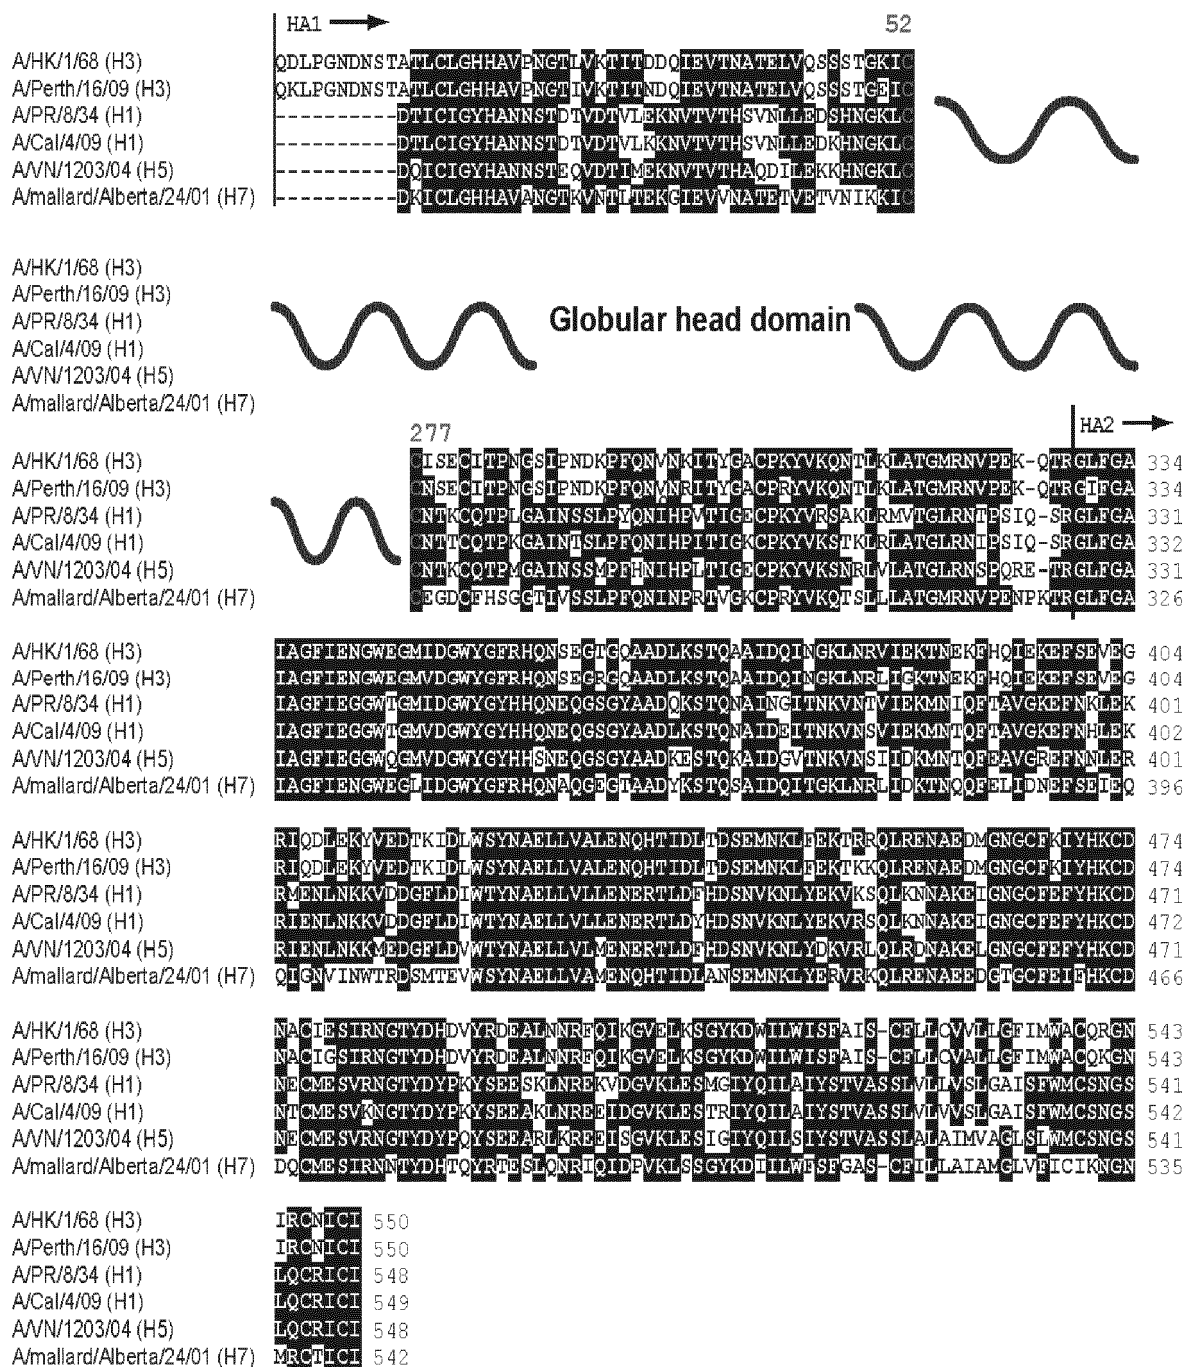 HA1 52
A/HK/1/68 (H3) QDLPGNDNSTATLCLGHHAVPNGTLVKTITDDQIEVTNATELVQSSSTGKIC
A/Perth/16/09 (H3) QKLPGNDNSTATLCLGHHAVPNGTIVKTITNDQIEVTNATELVQSSSTGEIC
A/PR/8/34 (H1) ----------DTICIGYHANNSTDTVDTVLEKNVTVTHSVNLLEDSHNGKLC
A/Cal/4/09 (H1) ----------DTLCIGYHANNSTDTVDTVLKKNVTVTHSVNLLEDKHNGKLC
A/VN/1203/04 (H5) ----------DQICIGYHANNSTEQVDTIMEKNVTVTHAQDILEKKHNGKLC
A/mallard/Alberta/24/01 (H7) ----------DKICLGHHAVANGTKVNTLTEKGIEVVNATETVETVNIKKIC
A/HK/1/68 (H3)
A/Perth/16/09 (H3)
A/PR/8/34 (H1) Globular head domain
A/Cal/4/09 (H1)
A/VN/1203/04 (H5)
A/mallard/Alberta/24/01 (H7)
277 HA2
A/HK/1/68 (H3) CISECITPNGSIPNDKPFQNVNKITYGACPKYVKQNTLKLATGMRNVPEK-QTRGLFGA 334
A/Perth/16/09 (H3) CNSECITPNGSIPNDKPFQNVNRITYGACPRYVKQNTLKLATGMRNVPEK-QTRGIFGA 334
A/PR/8/34 (H1) CNTKCQTPLGAINSSLPYQNIHPVTIGECPKYVRSAKLRMVTGLRNTPSIQ-SRGLFGA 331
A/Cal/4/09 (H1) CNTTCQTPKGAINTSLPFQNIHPITIGKCPKYVKSTKLRLATGLRNIPSIQ-SRGLFGA 332
A/VN/1203/04 (H5) CNTKCQTPMGAINSSMPFHNIHPLTIGECPKYVKSNRLVLATGLRNSPQRE-TRGLFGA 331
A/mallard/Alberta/24/01 (H7) CEGDCFHSGGTIVSSLPFQNINPRTVGKCPRYVKQTSLLLATGMRNVPENPKTRGLFGA 326
A/HK/1/68 (H3) IAGFIENGWEGMIDGWYGFRHQNSEGTGQAADLKSTQAAIDQINGKLNRVIEKTNEKFHQIEKEFSEVEG 404
A/Perth/16/09 (H3) IAGFIENGWEGMVDGWYGFRHQNSEGRGQAADLKSTQAAIDQINGKLNRLIGKTNEKFHQIEKEFSEVEG 404
A/PR/8/34 (H1) IAGFIEGGWTGMIDGWYGYHHQNEQGSGYAADQKSTQNAINGITNKVNTVIEKMNIQFTAVGKEFNKLEK 401
A/Cal/4/09 (H1) IAGFIEGGWTGMVDGWYGYHHQNEQGSGYAADLKSTQNAIDEITNKVNSVIEKMNTQFTAVGKEFNHLEK 402
A/VN/1203/04 (H5) IAGFIEGGWQGMVDGWYGYHHSNEQGSGYAADKESTQKAIDGVTNKVNSIIDKMNTQFEAVGREFNNLER 401
A/mallard/Alberta/24/01 (H7) IAGFIENGWEGLIDGWYGFRHQNAQGEGTAADYKSTQSAIDQITGKLNRLIDKTNQQFELIDNEFSEIEQ 396
A/HK/1/68 (H3) RIQDLEKYVEDTKIDLWSYNAELLVALENQHTIDLTDSEMNKLFEKTRRQLRENAEDMGNGCFKIYHKCD 474
A/Perth/16/09 (H3) RIQDLEKYVEDTKIDLWSYNAELLVALENQHTIDLTDSEMNKLFEKTKKQLRENAEDMGNGCFKIYHKCD 474
A/PR/8/34 (H1) RMENLNKKVDDGFLDIWTYNAELLVLLENERTLDFHDSNVKNLYEKVKSQLKNNAKEIGNGCFEFYHKCD 471
A/Cal/4/09 (H1) RIENLNKKVDDGFLDIWTYNAELLVLLENERTLDYHDSNVKNLYEKVRSQLKNNAKEIGNGCFEFYHKCD 472
A/VN/1203/04 (H5) RIENLNKKMEDGFLDVWTYNAELLVLMENERTLDFHDSNVKNLYDKVRLQLRDNAKELGNGCFEFYHKCD 471
A/mallard/Alberta/24/01 (H7) QIGNVINWTRDSMTEVWSYNAELLVAMENQHTIDLANSEMNKLYERVRKQLRENAEEDGTGCFEIFHKCD 466
A/HK/1/68 (H3) NACIESIRNGTYDHDVYRDEALNNRFQIKGVELKSGYKDWILWISFAIS-CFLLCVVLLGFIMWACQRGN 543
A/Perth/16/09 (H3) NACIGSIRNGTYDHDVYRDEALNNRFQIKGVELKSGYKDWILWISFAIS-CFLLCVALLGFIMWACQKGN 543
A/PR/8/34 (H1) NECMESVRNGTYDYPKYSEESKLNREKVDGVKLESMGIYQILAIYSTVASSLVLLVSLGAISFWMCSNGS 541
A/Cal/4/09 (H1) NTCMESVKNGTYDYPKYSEEAKLNREEIDGVKLESTRIYQILAIYSTVASSLVLVVSLGAISFWMCSNGS 542
A/VN/1203/04 (H5) NECMESVRNGTYDYPQYSEEARLKREEISGVKLESIGIYQILSIYSTVASSLALAIMVAGLSLWMCSNGS 541
A/mallard/Alberta/24/01 (H7) DQCMESIRNNTYDHTQYRTESLQNRIQIDPVKLSSGYKDIILWFSFGAS-CFILLAIAMGLVFICIKNGN 535
A/HK/1/68 (H3) IRCNICI 550
A/Perth/16/09 (H3) IRCNICI 550
A/PR/8/34 (H1) LQCRICI 548
A/Cal/4/09 (H1) LQCRICI 549
A/VN/1203/04 (H5) LQCRICI 548
A/mallard/Alberta/24/01 (H7) MRCTICI 542